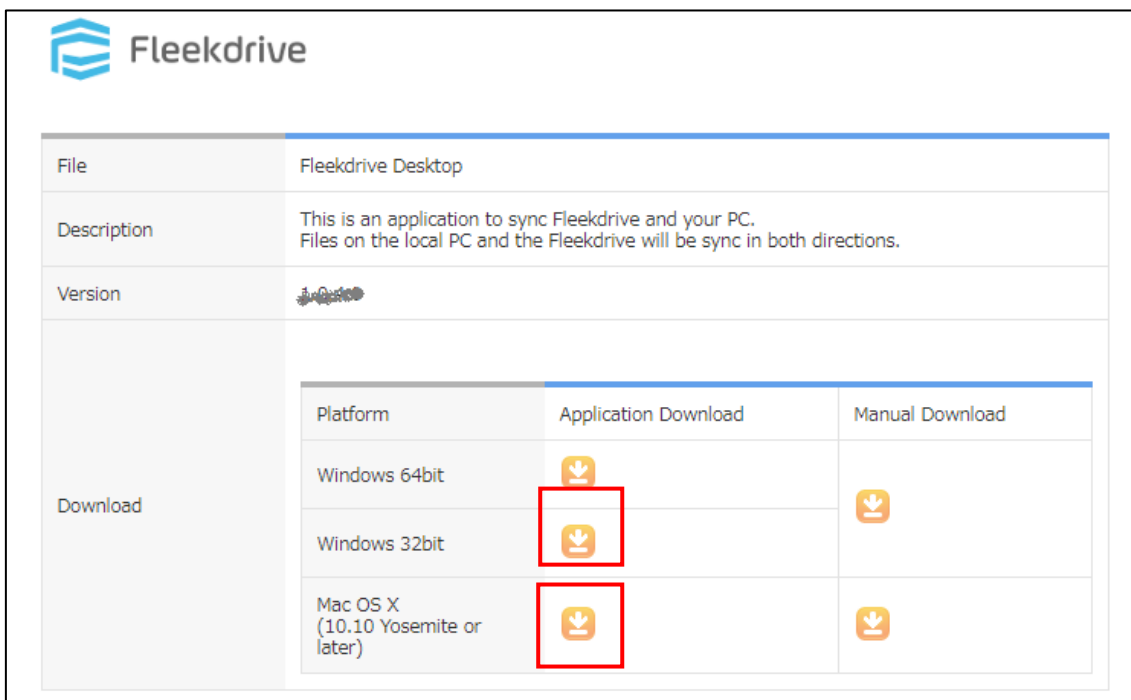 Fleekdrive
File
Fleekdrive Desktop
Description
This is an application to sync Fleekdrive and your PC.
Files on the local PC and the Fleekdrive will be sync in both directions.
Version
Download
Platform
Application Download
Manual Download
Windows 64bit
Windows 32bit
Mac OS X
(10.10 Yosemite or
later)